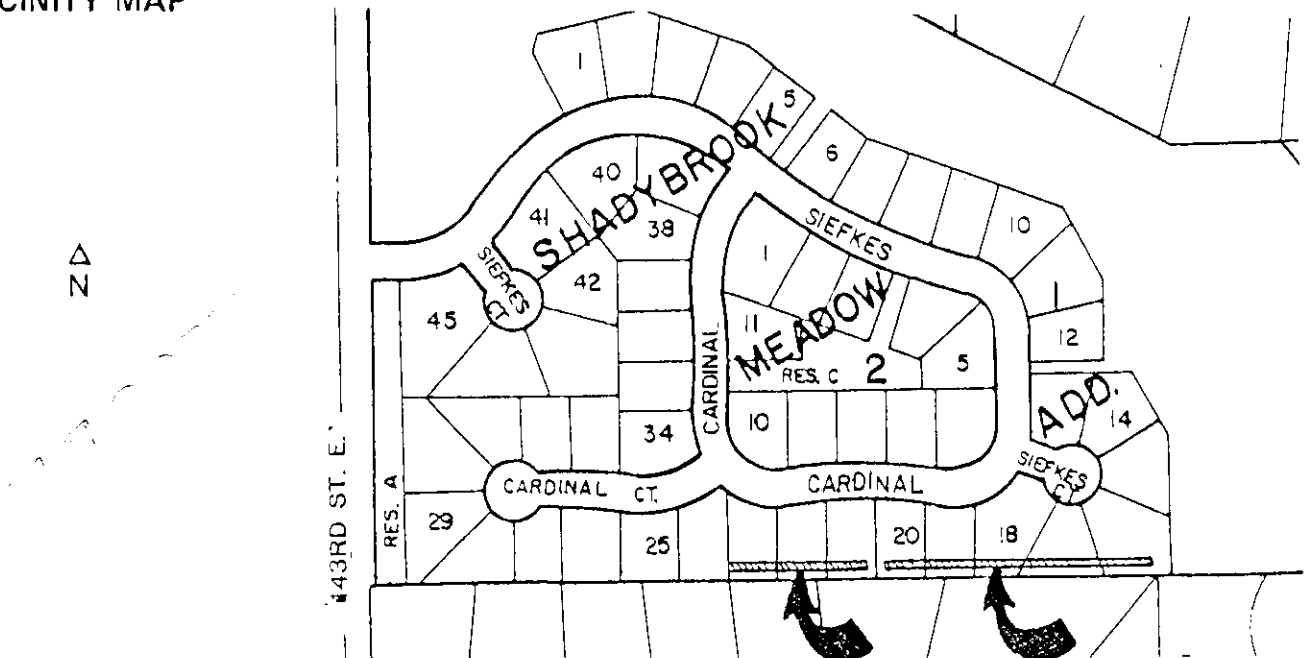 CINITY MAP
N
SHADYBROOK
MEADOW
ADD.
1
5
6
10
1
12
14
40
41
38
42
45
34
SIEFKES
CT
SIEFKES
1
11
RES. C
2
5
10
CARDINAL
CARDINAL CT.
CARDINAL
SIEFKES
CT
29
25
20
18
RES. A
143RD ST. E.